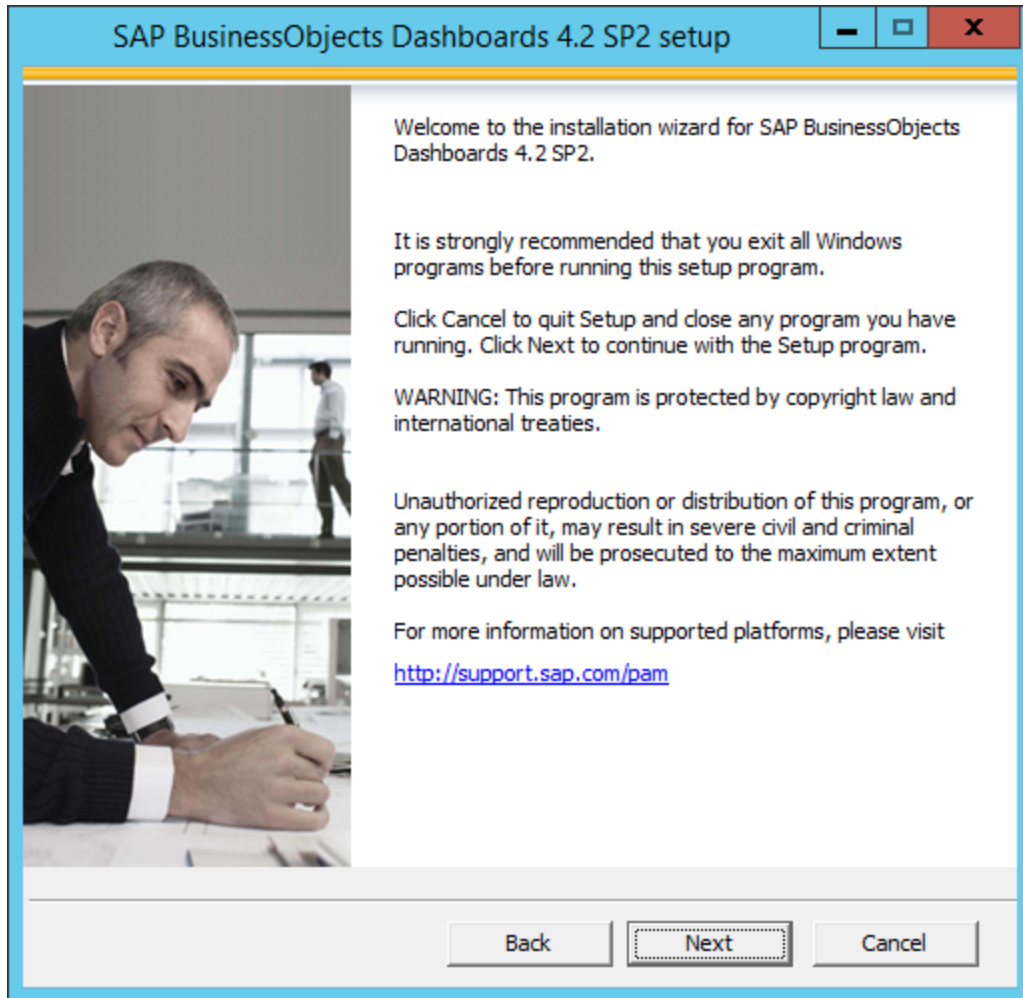 SAP BusinessObjects Dashboards 4.2 SP2 setup
Welcome to the installation wizard for SAP BusinessObjects
Dashboards 4.2 SP2.
It is strongly recommended that you exit all Windows
programs before running this setup program.
Click Cancel to quit Setup and close any program you have
running. Click Next to continue with the Setup program.
WARNING: This program is protected by copyright law and
international treaties.
Unauthorized reproduction or distribution of this program, or
any portion of it, may result in severe civil and criminal
penalties, and will be prosecuted to the maximum extent
possible under law.
For more information on supported platforms, please visit
http://support.sap.com/pam
Back Next Cancel